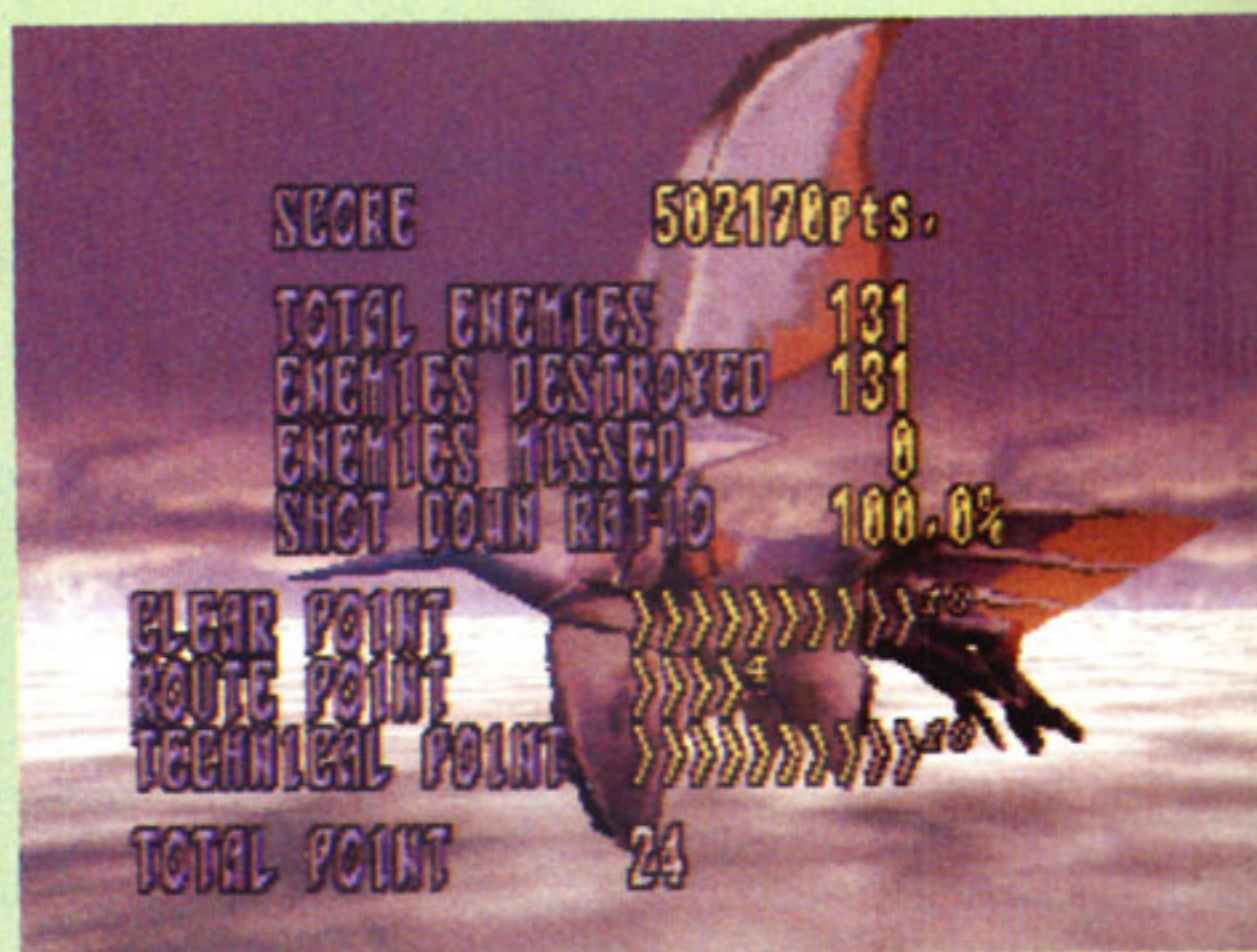 SCORE 502170pts.
TOTAL ENEMIES 131
ENEMIES DESTROYED 131
ENEMIES MISSED 0
SHOT DOWN RATIO 100.0%
CLEAR POINT 10
ROUTE POINT 4
TECHNICAL POINT 10
TOTAL POINT 24